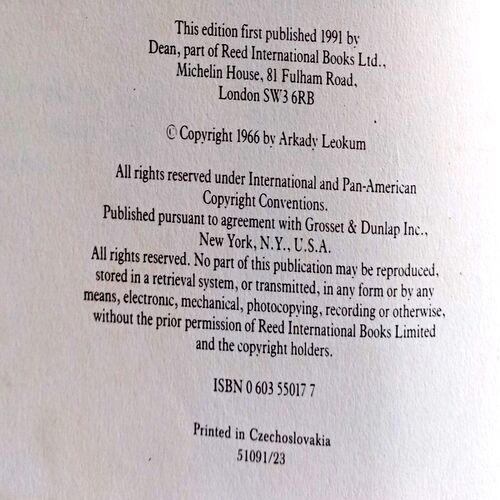 This edition first published 1991 by
Dean, part of Reed International Books Ltd.,
Michelin House, 81 Fulham Road,
London SW3 6RB
© Copyright 1966 by Arkady Leokum
All rights reserved under International and Pan-American
Copyright Conventions.
Published pursuant to agreement with Grosset & Dunlap Inc.,
New York, N.Y., U.S.A.
All rights reserved. No part of this publication may be reproduced,
stored in a retrieval system, or transmitted, in any form or by any
means, electronic, mechanical, photocopying, recording or otherwise,
without the prior permission of Reed International Books Limited
and the copyright holders.
ISBN 0 603 55017 7
Printed in Czechoslovakia
51091/23